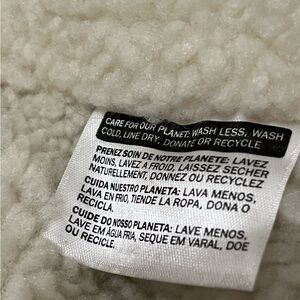 CARE FOR OUR PLANET: WASH LESS, WASH
COLD, LINE DRY, DONATE OR RECYCLE
PRENEZ SOIN DE NOTRE PLANETE: LAVEZ
MOINS, LAVEZ A FROID, LAISSEZ SECHER
NATURELLEMENT, DONNEZ OU RECYCLEZ
CUIDA NUESTRO PLANETA: LAVA MENOS,
LAVA EN FRIO, TIENDE LA ROPA, DONA O
RECICLA.
CUIDE DO NOSSO PLANETA: LAVE MENOS,
LAVE EM ÁGUA FRIA, SEQUE EM VARAL, DOE
OU RECICLE.